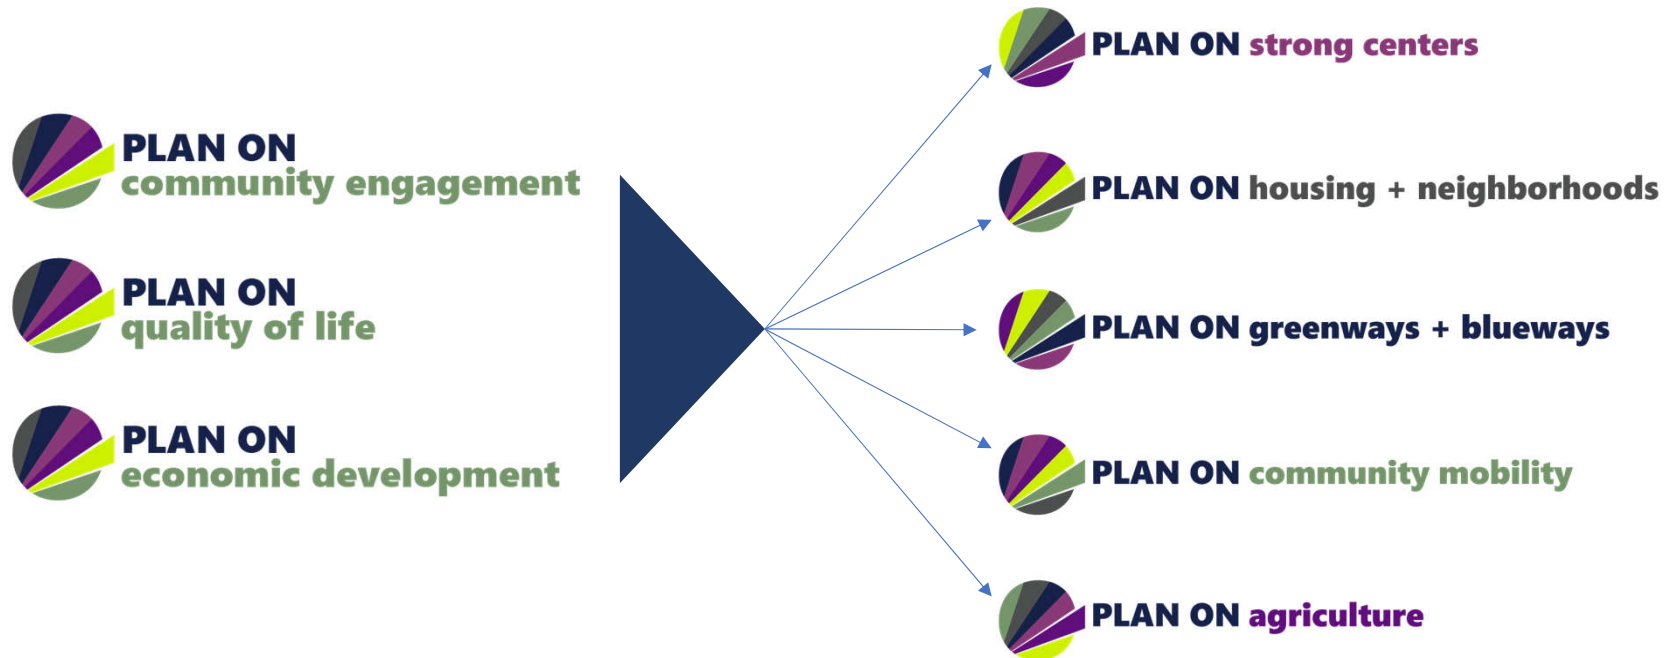 PLAN ON
community engagement
PLAN ON
quality of life
PLAN ON
economic development
PLAN ON strong centers
PLAN ON housing + neighborhoods
PLAN ON greenways + blueways
PLAN ON community mobility
PLAN ON agriculture